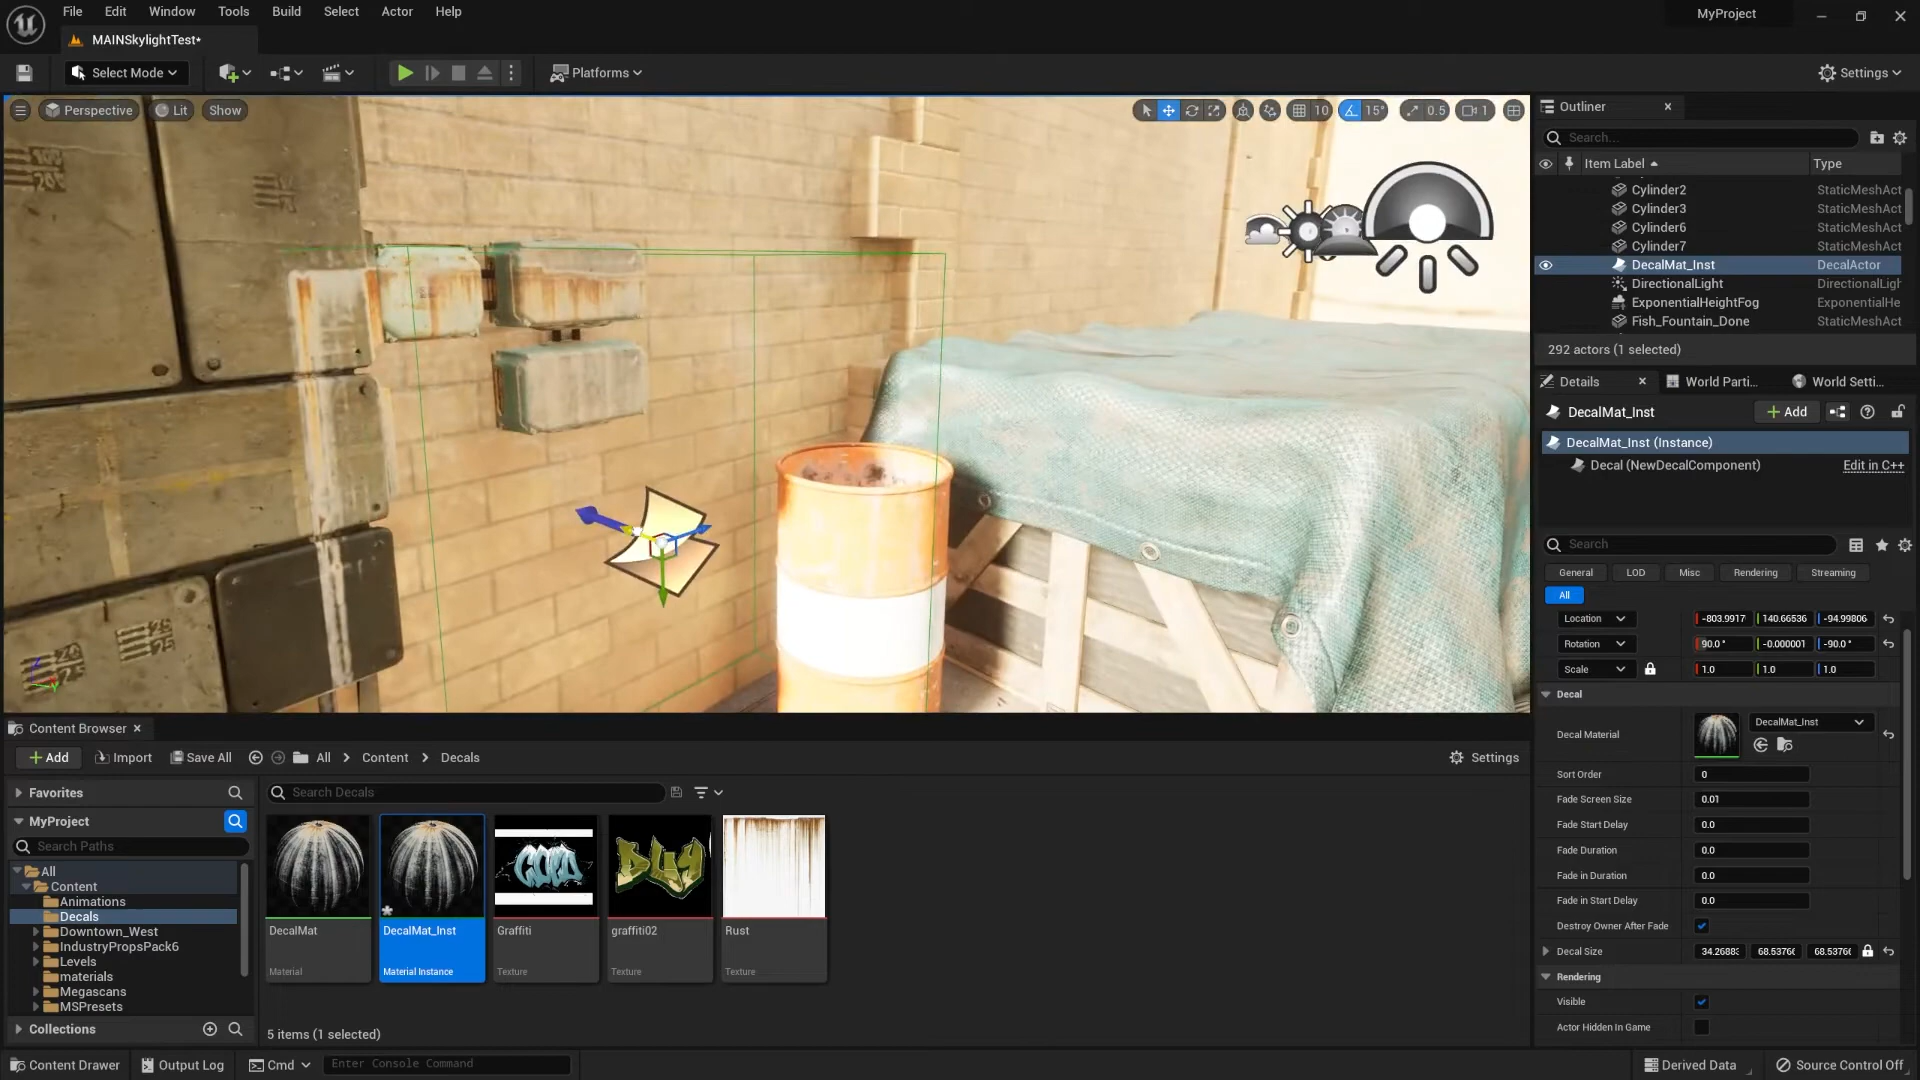 File Edit Window Tools Build Select Actor Help
MyProject
MAINSkylightTest*
Select Mode
Platforms
Settings
Perspective
Lit
Show
10
15°
0.5
1
Outliner
Search...
Item Label
Type
Cylinder2 StaticMeshAct
Cylinder3 StaticMeshAct
Cylinder6 StaticMeshAct
Cylinder7 StaticMeshAct
DecalMat_Inst DecalActor
DirectionalLight DirectionalLigh
ExponentialHeightFog ExponentialHe
Fish_Fountain_Done StaticMeshAct
292 actors (1 selected)
Details
World Parti...
World Setti...
DecalMat_Inst
Add
DecalMat_Inst (Instance)
Decal (NewDecalComponent)
Edit in C++
Search
General LOD Misc Rendering Streaming
All
Location -803.9917 140.66536 -94.99806
Rotation 90.0° -0.000001 -90.0°
Scale 1.0 1.0 1.0
Decal
Decal Material
DecalMat_Inst
Sort Order 0
Fade Screen Size 0.01
Fade Start Delay 0.0
Fade Duration 0.0
Fade in Duration 0.0
Fade in Start Delay 0.0
Destroy Owner After Fade
Decal Size 34.26883 68.53766 68.53766
Rendering
Visible
Actor Hidden In Game
Content Browser
Add
Import
Save All
All > Content > Decals
Settings
Favorites
MyProject
Search Paths
All
Content
Animations
Decals
Downtown_West
IndustryPropsPack6
Levels
materials
Megascans
MSPresets
Collections
Search Decals
DecalMat
Material
DecalMat_Inst
Material Instance
Graffiti
Texture
graffiti02
Texture
Rust
Texture
5 items (1 selected)
Content Drawer
Output Log
Cmd
Enter Console Command
Derived Data
Source Control Off